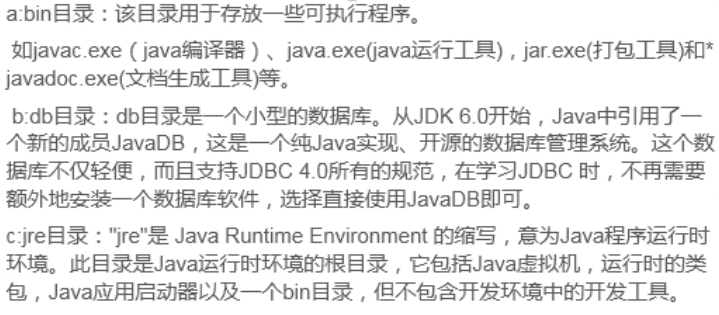 a:bin目录：该目录用于存放一些可执行程序。
如javac.exe（java编译器）、java.exe(java运行工具)，jar.exe(打包工具)和*
javadoc.exe(文档生成工具)等。
b:db目录：db目录是一个小型的数据库。从JDK 6.0开始，Java中引用了一
个新的成员JavaDB，这是一个纯Java实现、开源的数据库管理系统。这个数
据库不仅轻便，而且支持JDBC 4.0所有的规范，在学习JDBC 时，不再需要
额外地安装一个数据库软件，选择直接使用JavaDB即可。
c:jre目录："jre"是 Java Runtime Environment 的缩写，意为Java程序运行时
环境。此目录是Java运行时环境的根目录，它包括Java虚拟机，运行时的类
包，Java应用启动器以及一个bin目录，但不包含开发环境中的开发工具。